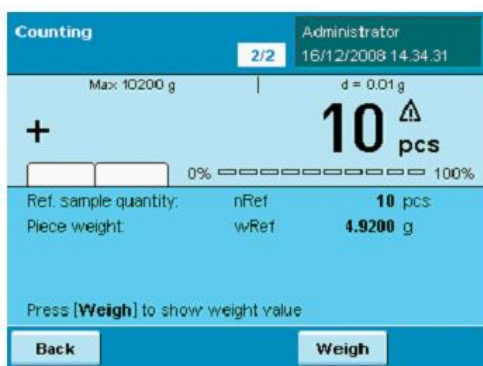 Counting
Administrator
2/2
16/12/2008 14.34.31
Max 10200 g
d = 0.01 g
+
10 pcs
0%
100%
Ref. sample quantity: nRef 10 pcs
Piece weight: wRef 4.9200 g
Press [Weigh] to show weight value
Back
Weigh